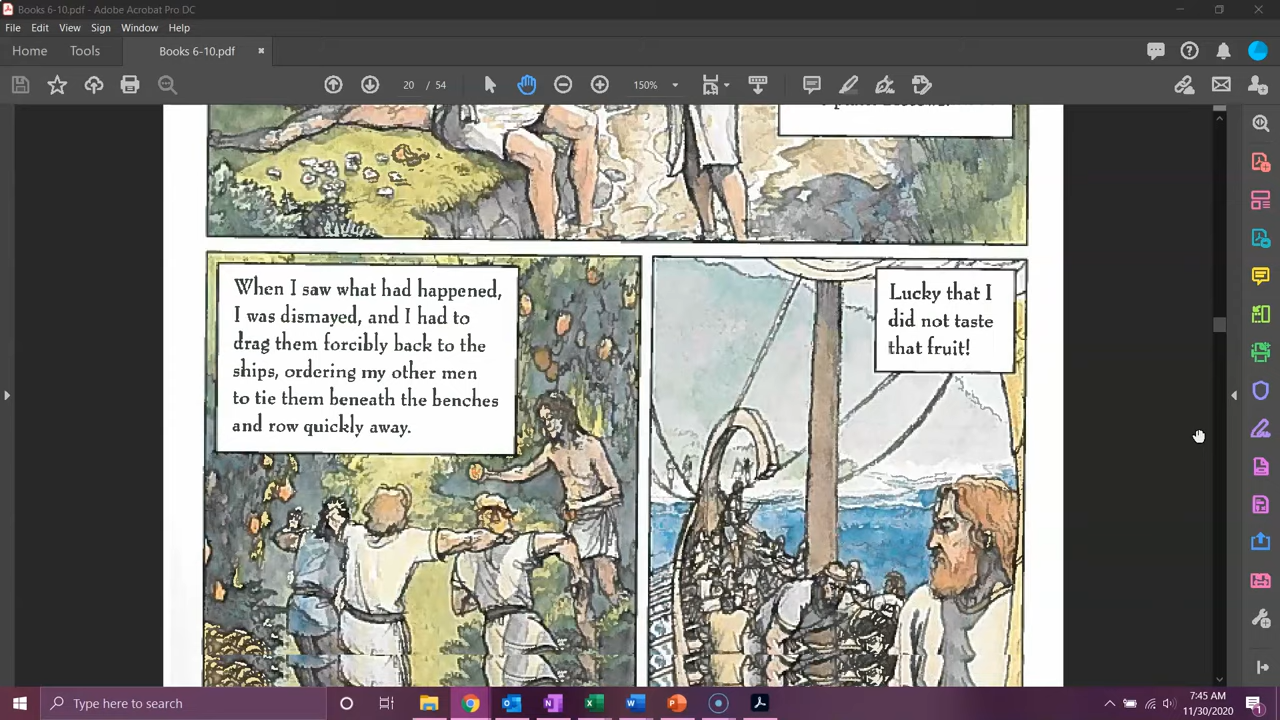 Books 6-10.pdf - Adobe Acrobat Pro DC
File Edit View Sign Window Help
Home Tools Books 6-10.pdf
20 / 54 150%
When I saw what had happened,
I was dismayed, and I had to
drag them forcibly back to the
ships, ordering my other men
to tie them beneath the benches
and row quickly away.
Lucky that I
did not taste
that fruit!
Type here to search
7:45 AM
11/30/2020